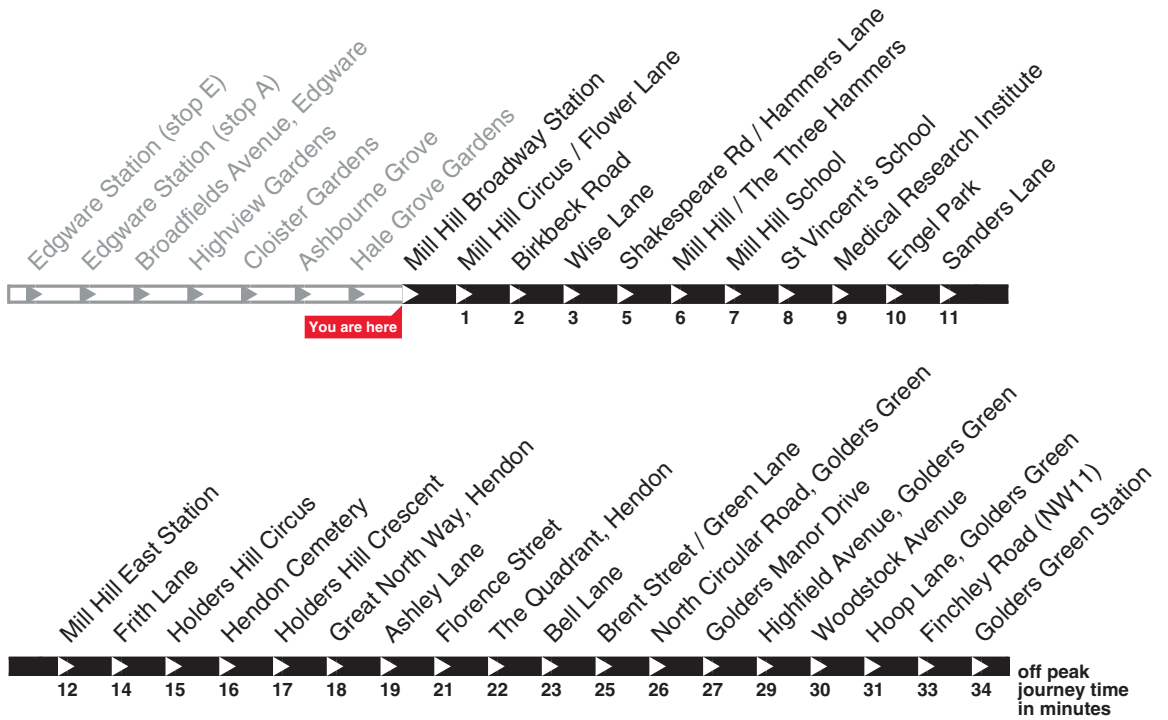 Edgware Station (stop E)
Edgware Station (stop A)
Broadfields Avenue, Edgware
Highview Gardens
Cloister Gardens
Ashbourne Grove
Hale Grove Gardens
Mill Hill Broadway Station
Mill Hill Circus / Flower Lane
Birkbeck Road
Wise Lane
Shakespeare Rd / Hammers Lane
Mill Hill / The Three Hammers
Mill Hill School
St Vincent's School
Medical Research Institute
Engel Park
Sanders Lane
You are here
1 2 3 5 6 7 8 9 10 11
Mill Hill East Station
Frith Lane
Holders Hill Circus
Hendon Cemetery
Holders Hill Crescent
Great North Way, Hendon
Ashley Lane
Florence Street
The Quadrant, Hendon
Bell Lane
Brent Street / Green Lane
North Circular Road, Golders Green
Golders Manor Drive
Highfield Avenue, Golders Green
Woodstock Avenue
Hoop Lane, Golders Green
Finchley Road (NW11)
Golders Green Station
12 14 15 16 17 18 19 21 22 23 25 26 27 29 30 31 33 34
off peak
journey time
in minutes